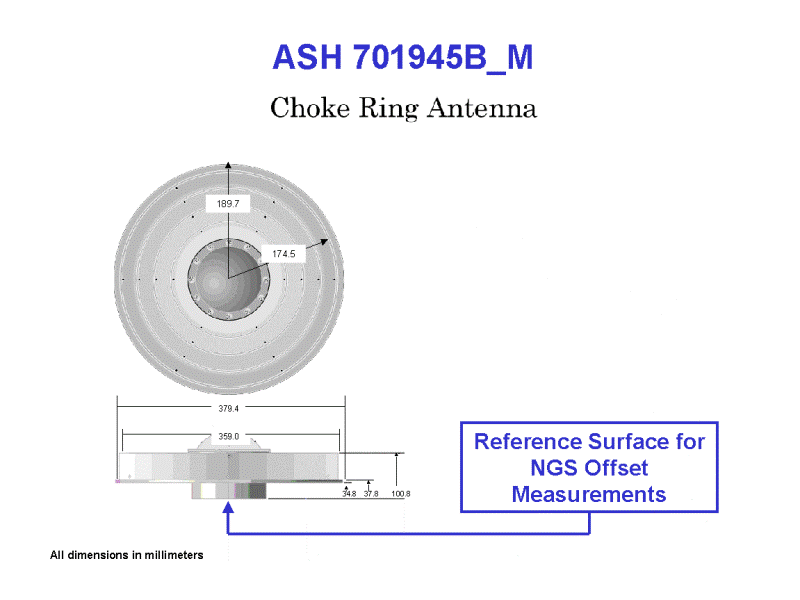 ASH 701945B_M
Choke Ring Antenna
189.7
174.5
379.4
359.0
34.8 37.8 100.8
Reference Surface for
NGS Offset
Measurements
All dimensions in millimeters